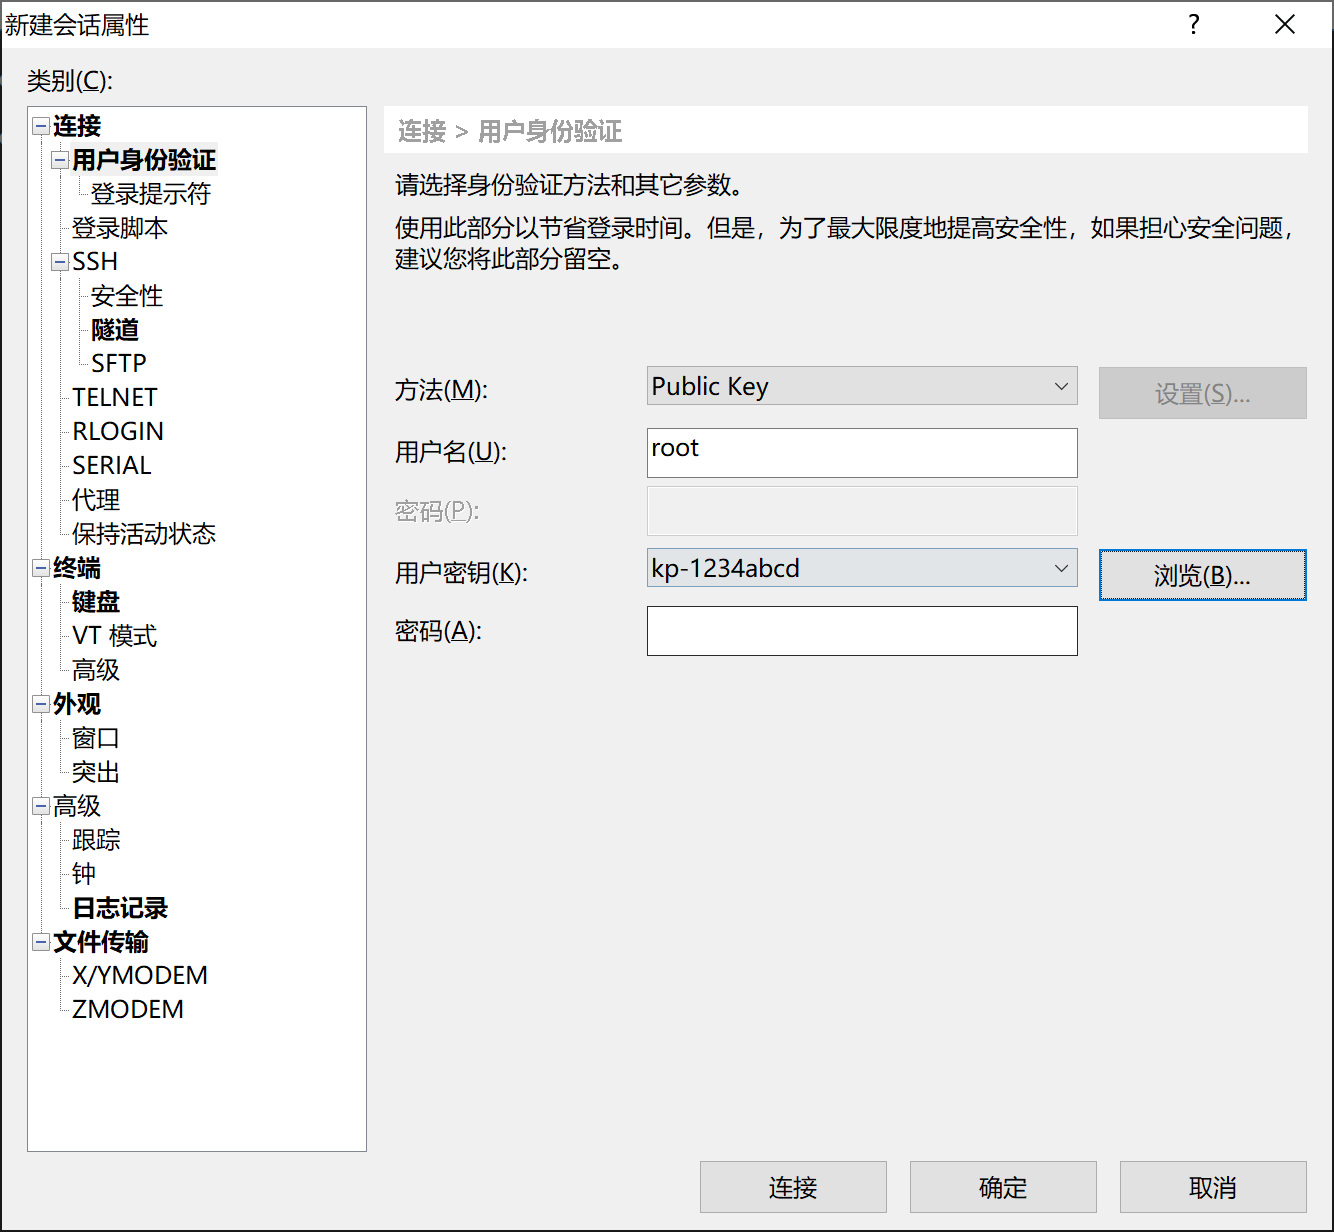 新建会话属性
?
类别(C):
连接
用户身份验证
登录提示符
登录脚本
SSH
安全性
隧道
SFTP
TELNET
RLOGIN
SERIAL
代理
保持活动状态
终端
键盘
VT 模式
高级
外观
窗口
突出
高级
跟踪
钟
日志记录
文件传输
X/YMODEM
ZMODEM
连接 > 用户身份验证
请选择身份验证方法和其它参数。
使用此部分以节省登录时间。但是，为了最大限度地提高安全性，如果担心安全问题，
建议您将此部分留空。
方法(M):
Public Key
设置(S)...
用户名(U):
root
密码(P):
用户密钥(K):
kp-1234abcd
浏览(B)...
密码(A):
连接
确定
取消